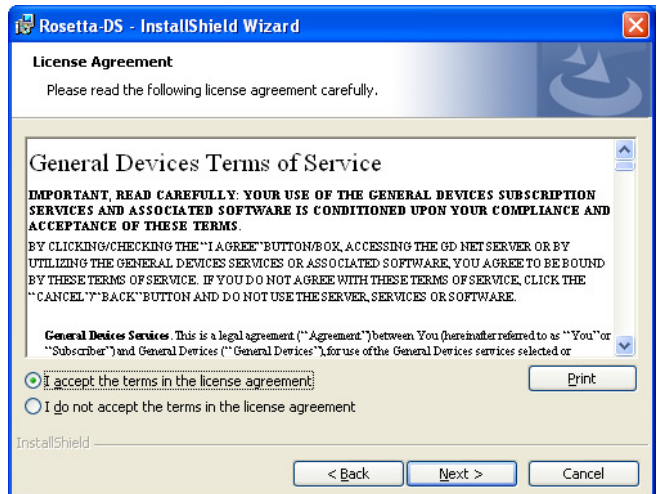 Rosetta-DS - InstallShield Wizard
License Agreement
Please read the following license agreement carefully.
General Devices Terms of Service
IMPORTANT, READ CAREFULLY: YOUR USE OF THE GENERAL DEVICES SUBSCRIPTION
SERVICES AND ASSOCIATED SOFTWARE IS CONDITIONED UPON YOUR COMPLIANCE AND
ACCEPTANCE OF THESE TERMS.
BY CLICKING/CHECKING THE ``I AGREE'' BUTTON/BOX, ACCESSING THE GD NET SERVER OR BY
UTILIZING THE GENERAL DEVICES SERVICES OR ASSOCIATED SOFTWARE, YOU AGREE TO BE BOUND
BY THESE TERMS OF SERVICE. IF YOU DO NOT AGREE WITH THESE TERMS OF SERVICE, CLICK THE
``CANCEL''/''BACK'' BUTTON AND DO NOT USE THE SERVER, SERVICES OR SOFTWARE.
General Devices Services. This is a legal agreement (``Agreement'') between You (hereinafter referred to as ``You'' or
``Subscriber'') and General Devices (``General Devices''), for use of the General Devices services selected or
I accept the terms in the license agreement
Print
I do not accept the terms in the license agreement
InstallShield
< Back
Next >
Cancel